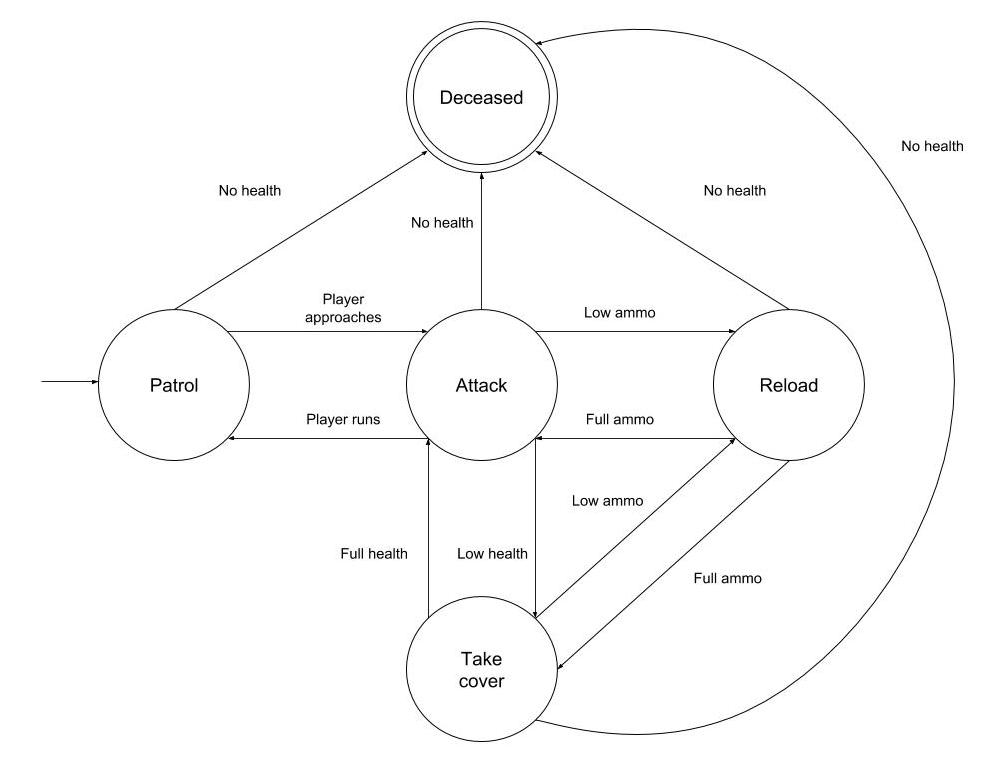 Deceased
No health
No health
No health
No health
Player
approaches
Low ammo
Patrol
Attack
Reload
Player runs
Full ammo
Low ammo
Full health
Low health
Full ammo
Take
cover